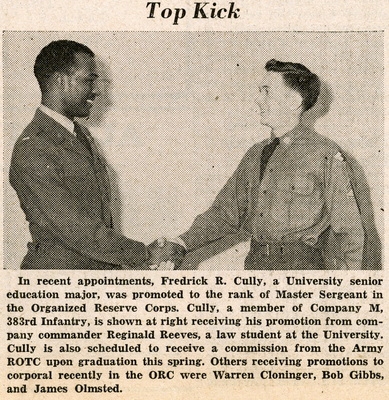 Top Kick
In recent appointments, Fredrick R. Cully, a University senior
education major, was promoted to the rank of Master Sergeant in
the Organized Reserve Corps. Cully, a member of Company M,
383rd Infantry, is shown at right receiving his promotion from com-
pany commander Reginald Reeves, a law student at the University.
Cully is also scheduled to receive a commission from the Army
ROTC upon graduation this spring. Others receiving promotions to
corporal recently in the ORC were Warren Cloninger, Bob Gibbs,
and James Olmsted.